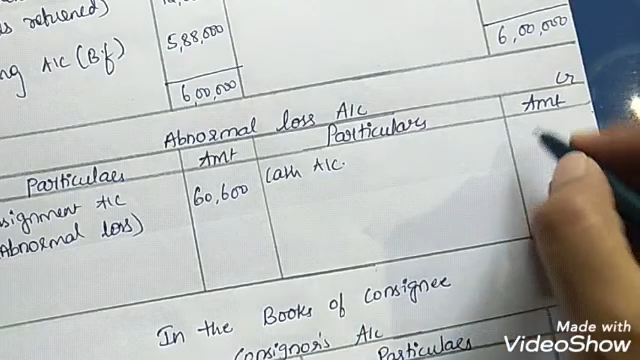 s returned)
5,88,000
6,00,000
ng A/C (B/f)
6,00,000
Cr
Abnormal loss A/C
Particulars Amt Particulars Amt
signment A/C 60,600 Cash A/C.
Abnormal loss)
In the Books of Consignee
Consignor's A/C
Particulars
Made with
VideoShow